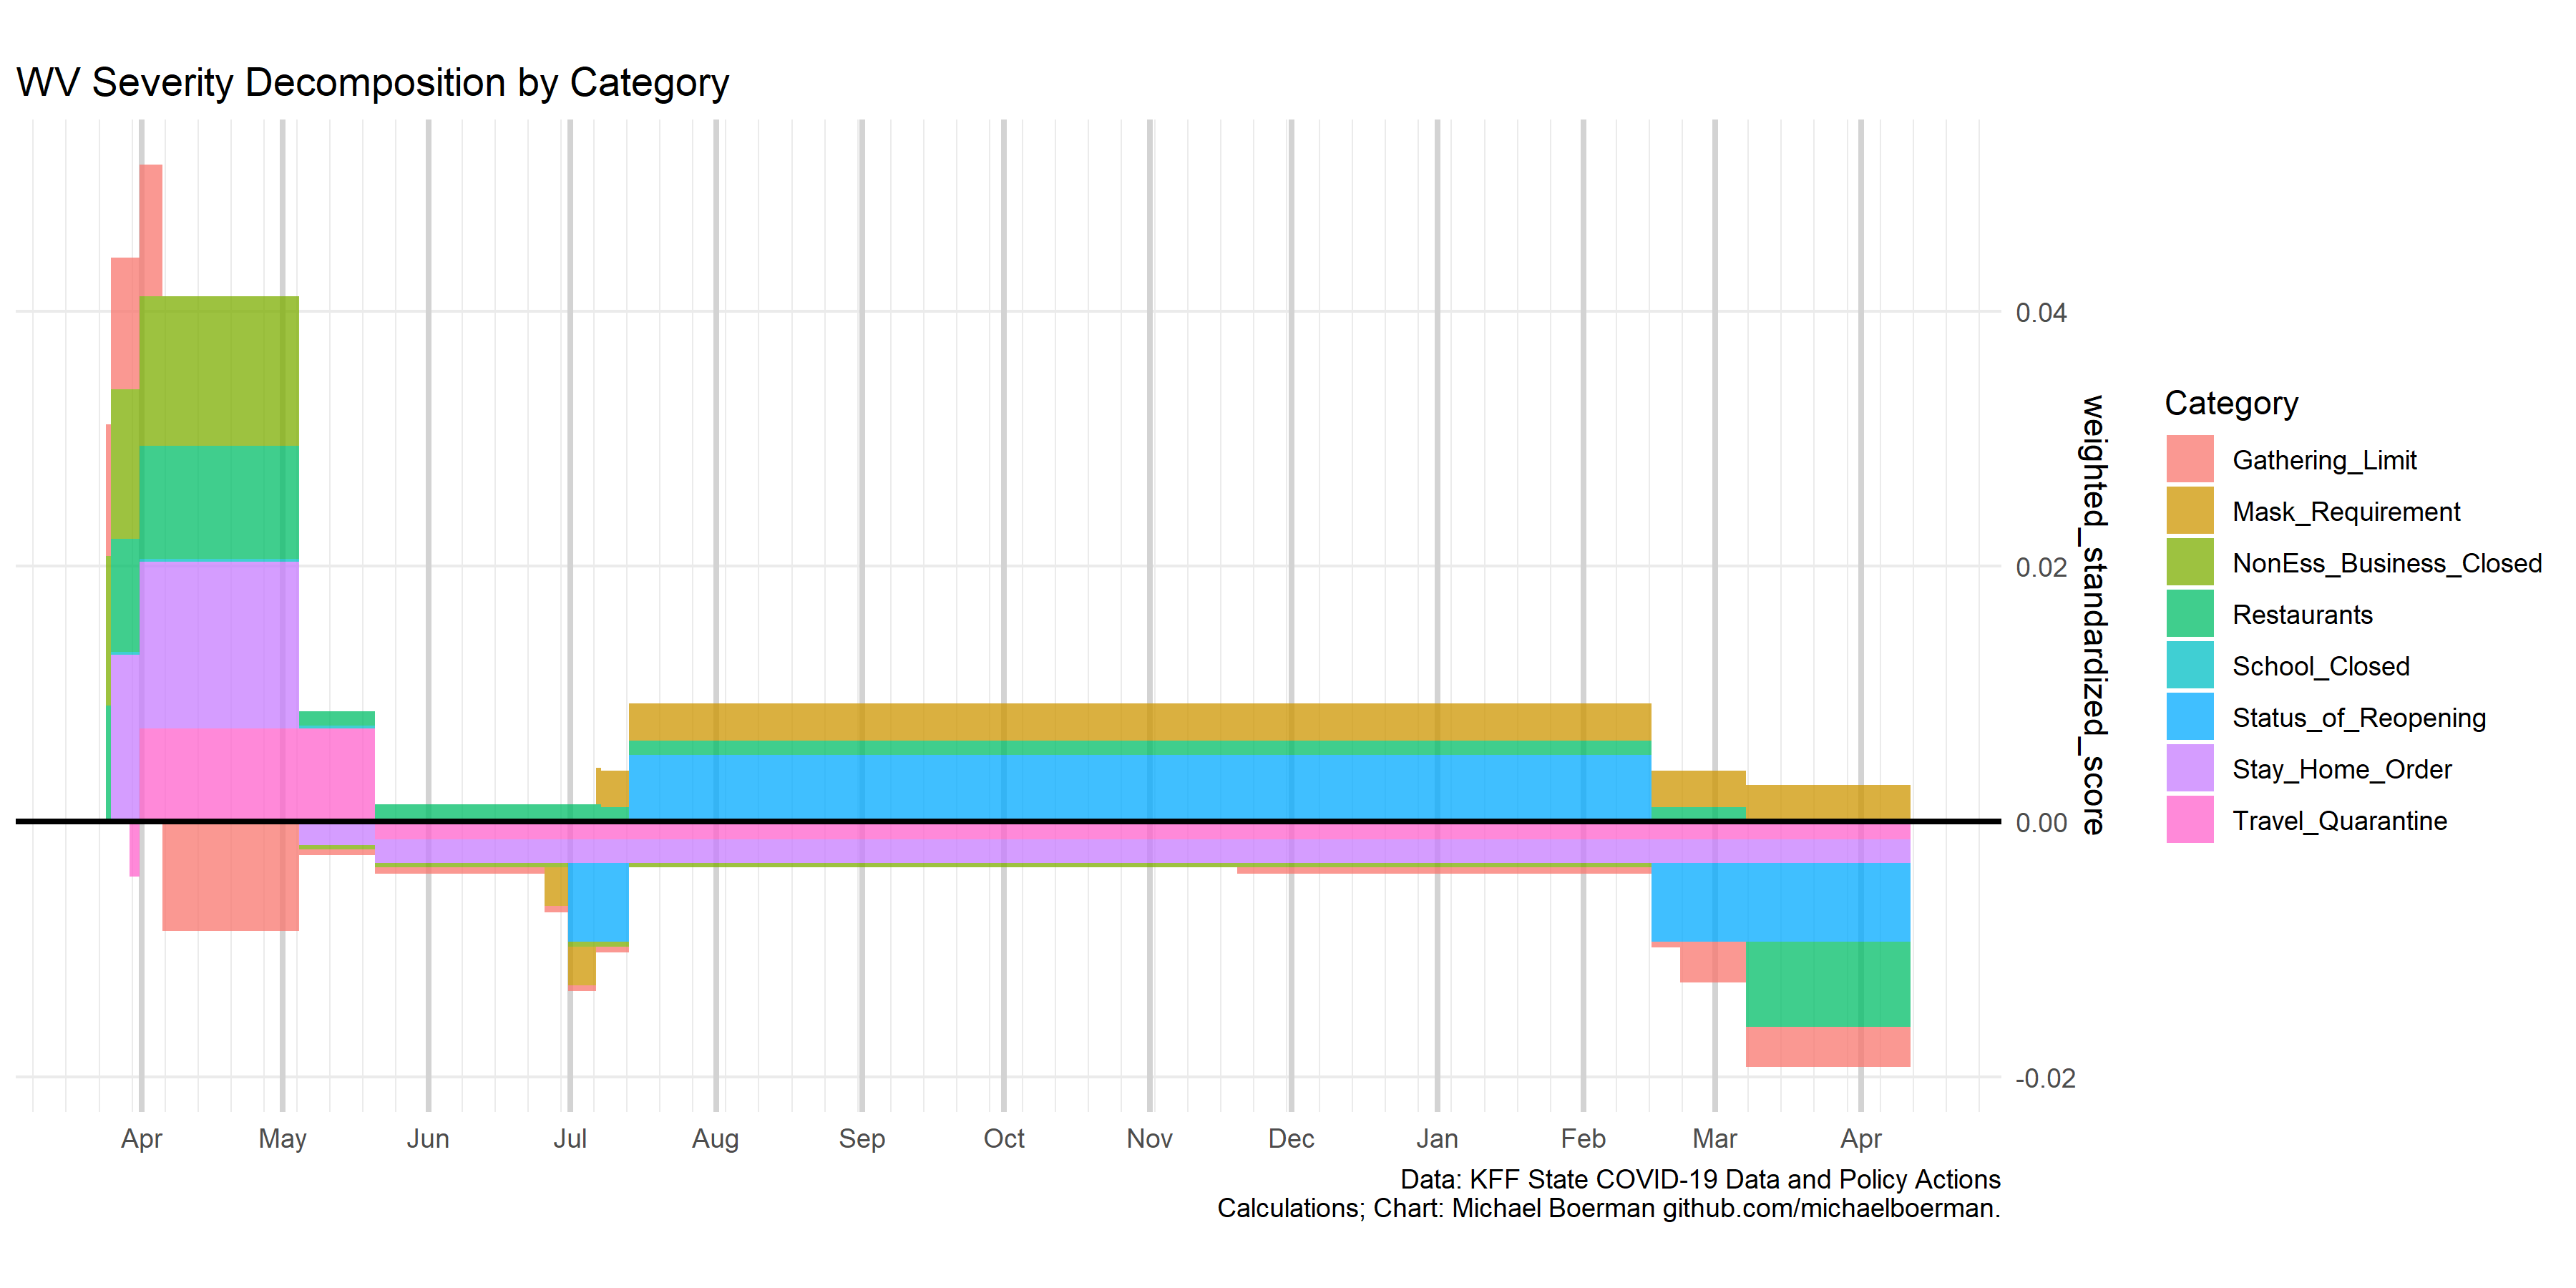 WV Severity Decomposition by Category
0.04
0.02
0.00
-0.02
weighted_standardized_score
Category
Gathering_Limit
Mask_Requirement
NonEss_Business_Closed
Restaurants
School_Closed
Status_of_Reopening
Stay_Home_Order
Travel_Quarantine
Apr May Jun Jul Aug Sep Oct Nov Dec Jan Feb Mar Apr
Data: KFF State COVID-19 Data and Policy Actions
Calculations; Chart: Michael Boerman github.com/michaelboerman.